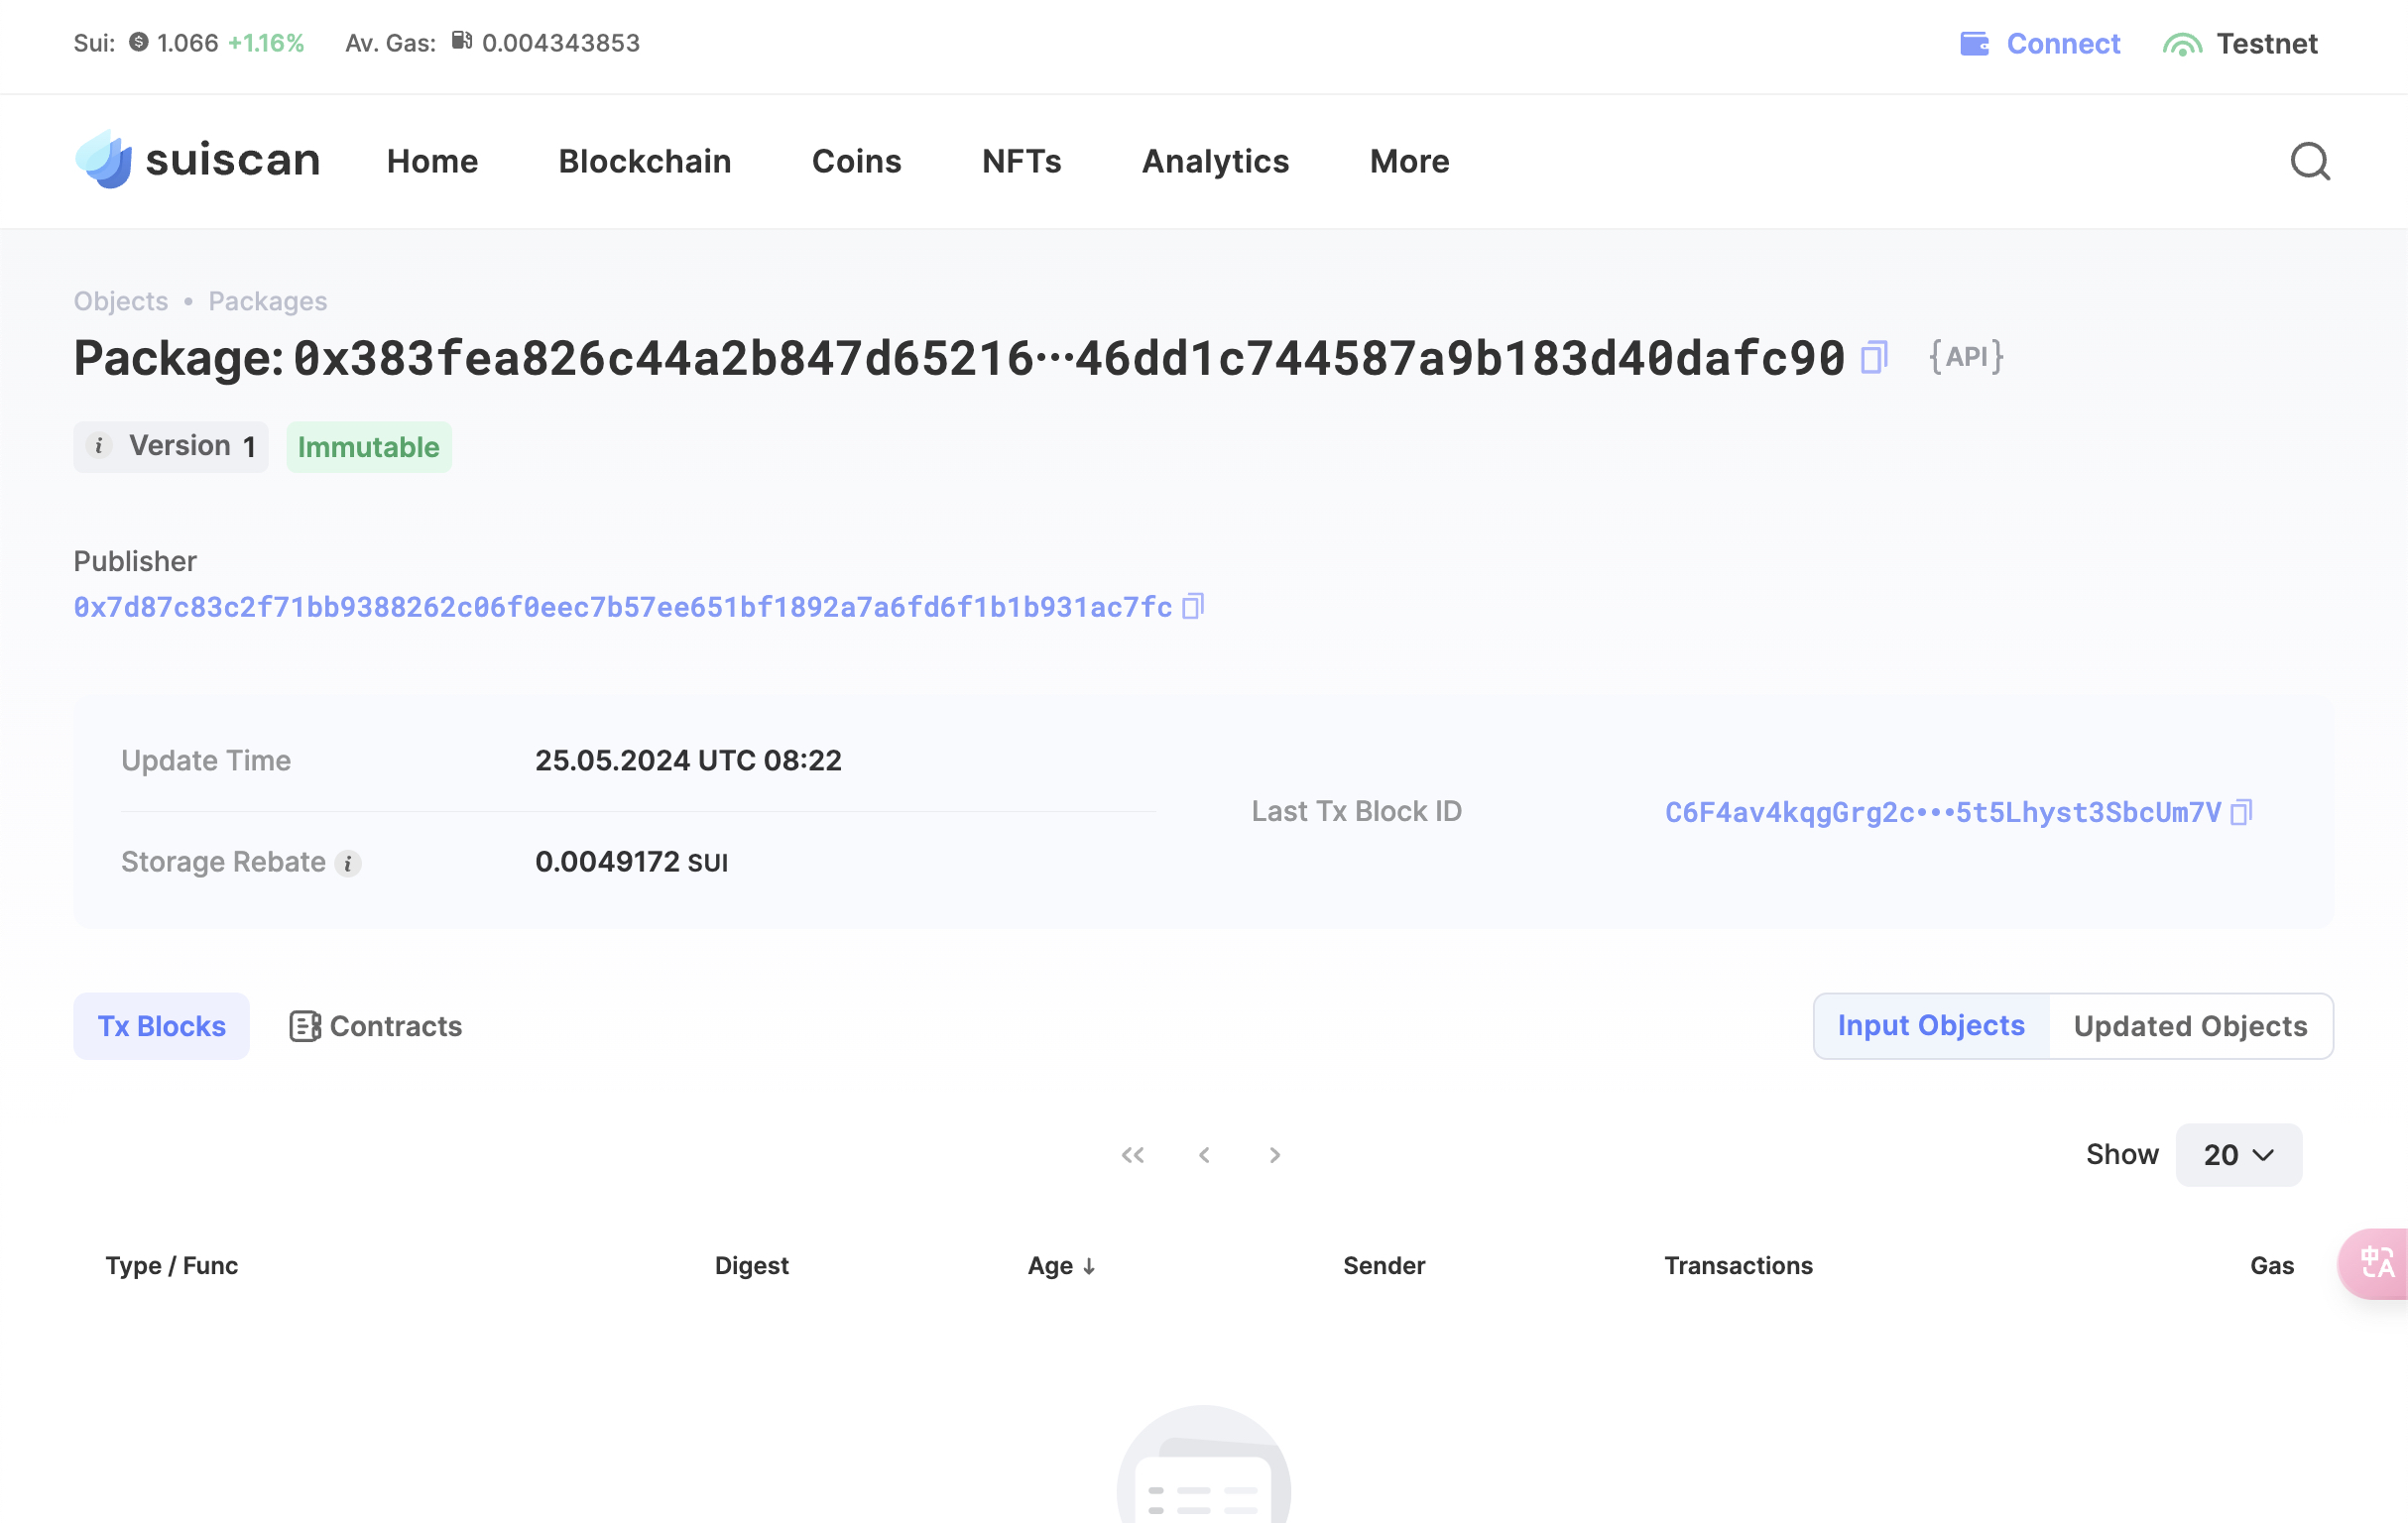 Sui: 1.066 +1.16% Av. Gas: 0.004343853 Connect Testnet
suiscan Home Blockchain Coins NFTs Analytics More
Objects • Packages
Package: 0x383fea826c44a2b847d65216···46dd1c744587a9b183d40dafc90 {API}
i Version 1 Immutable
Publisher
0x7d87c83c2f71bb9388262c06f0eec7b57ee651bf1892a7a6fd6f1b1b931ac7fc
Update Time 25.05.2024 UTC 08:22
Last Tx Block ID C6F4av4kqgGrg2c•••5t5Lhyst3SbcUm7V
Storage Rebate i 0.0049172 SUI
Tx Blocks Contracts Input Objects Updated Objects
Show 20
Type / Func Digest Age ↓ Sender Transactions Gas
中A